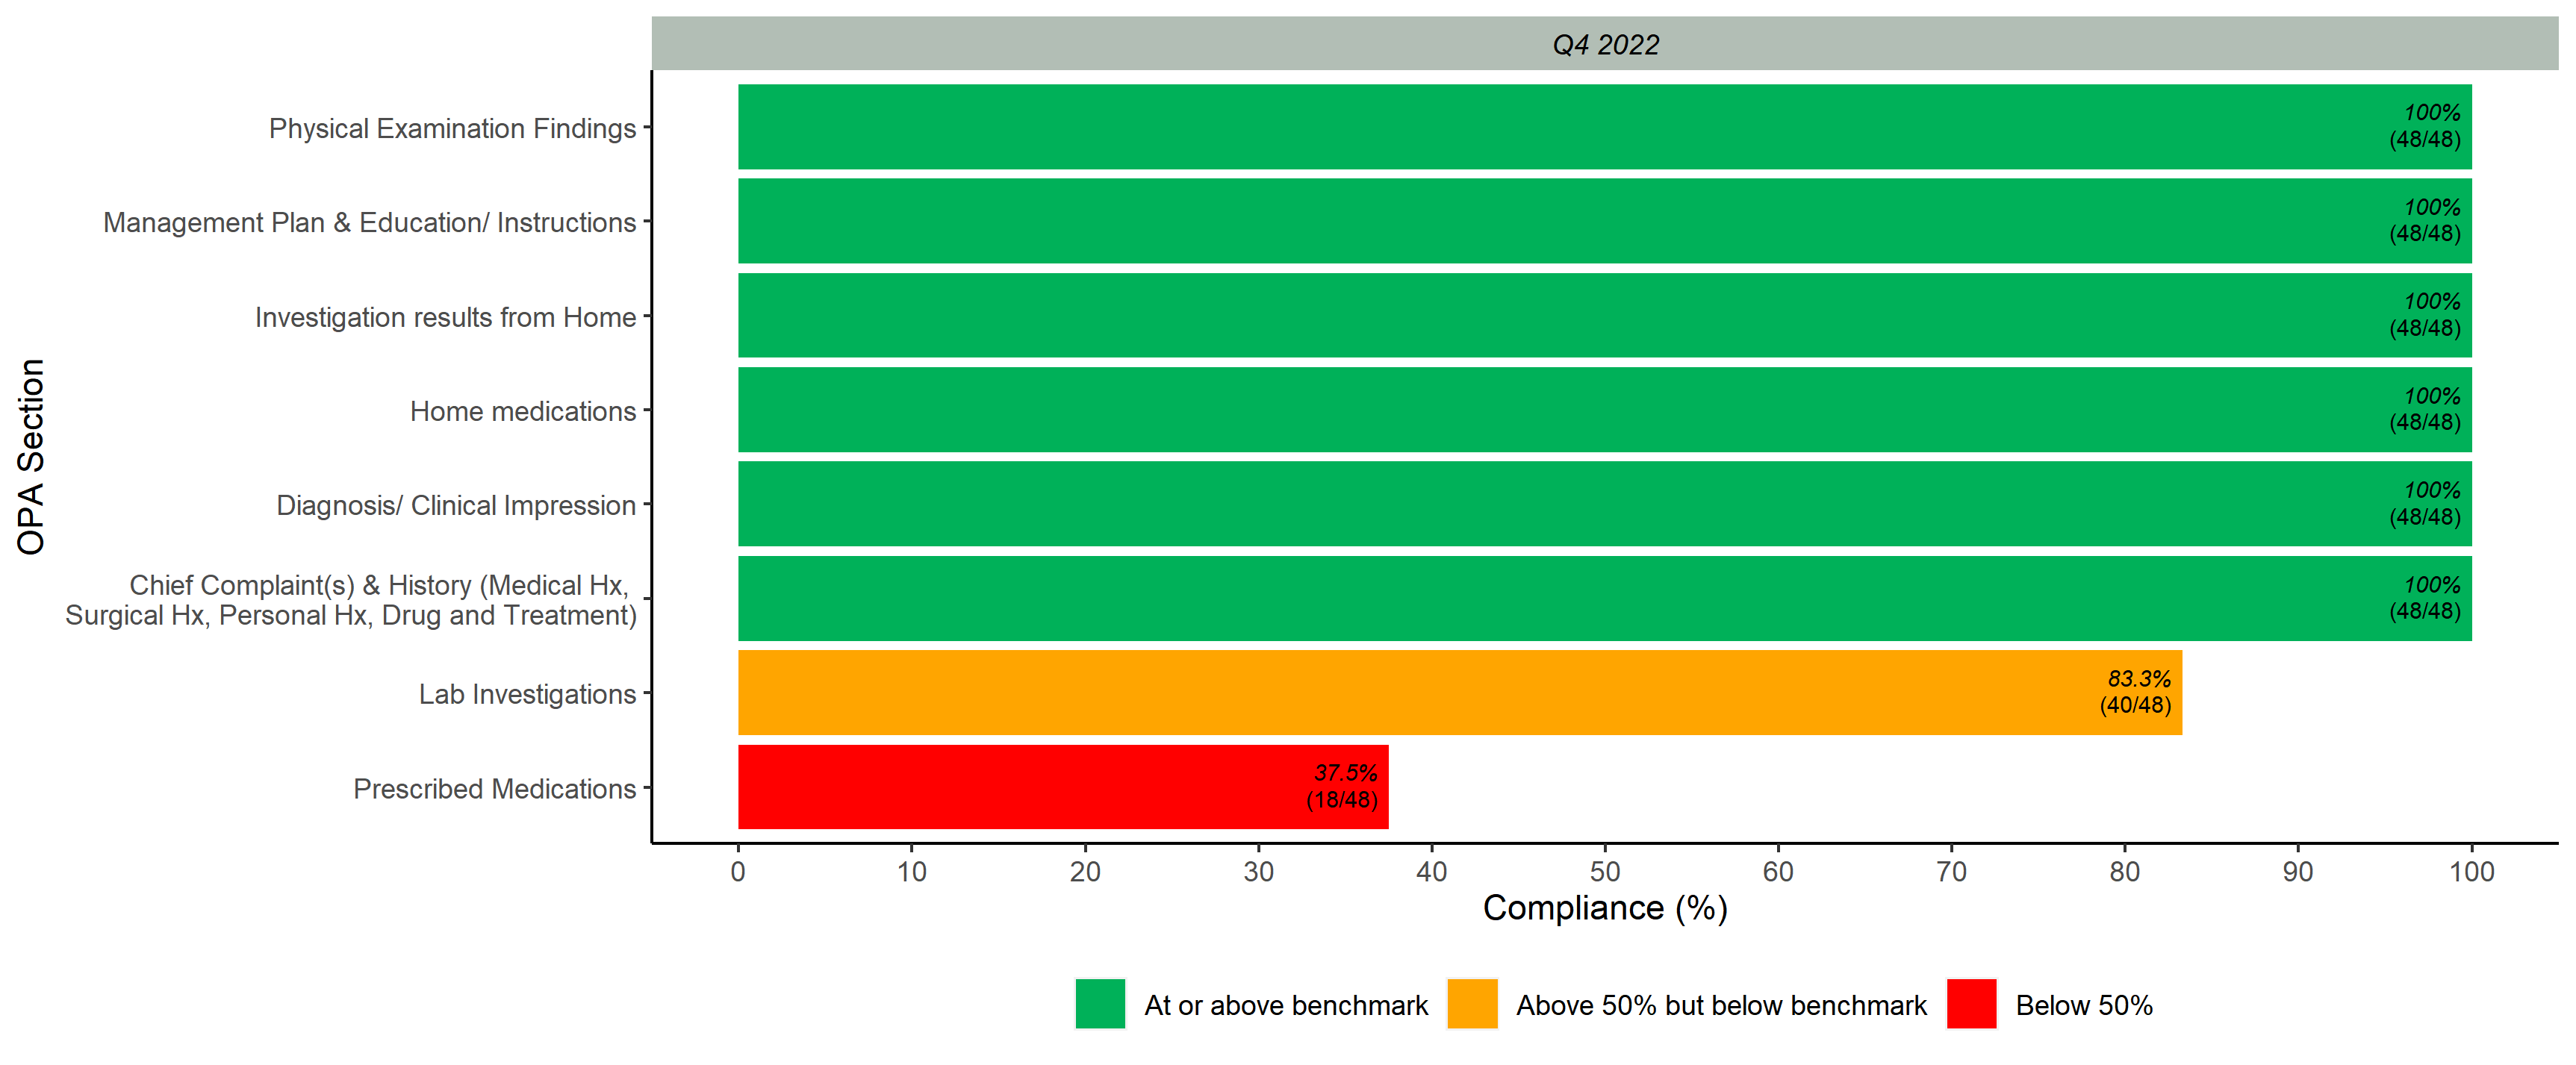 Q4 2022
OPA Section
Physical Examination Findings
100%
(48/48)
Management Plan & Education/ Instructions
100%
(48/48)
Investigation results from Home
100%
(48/48)
Home medications
100%
(48/48)
Diagnosis/ Clinical Impression
100%
(48/48)
Chief Complaint(s) & History (Medical Hx,
Surgical Hx, Personal Hx, Drug and Treatment)
100%
(48/48)
Lab Investigations
83.3%
(40/48)
Prescribed Medications
37.5%
(18/48)
0 10 20 30 40 50 60 70 80 90 100
Compliance (%)
At or above benchmark Above 50% but below benchmark Below 50%